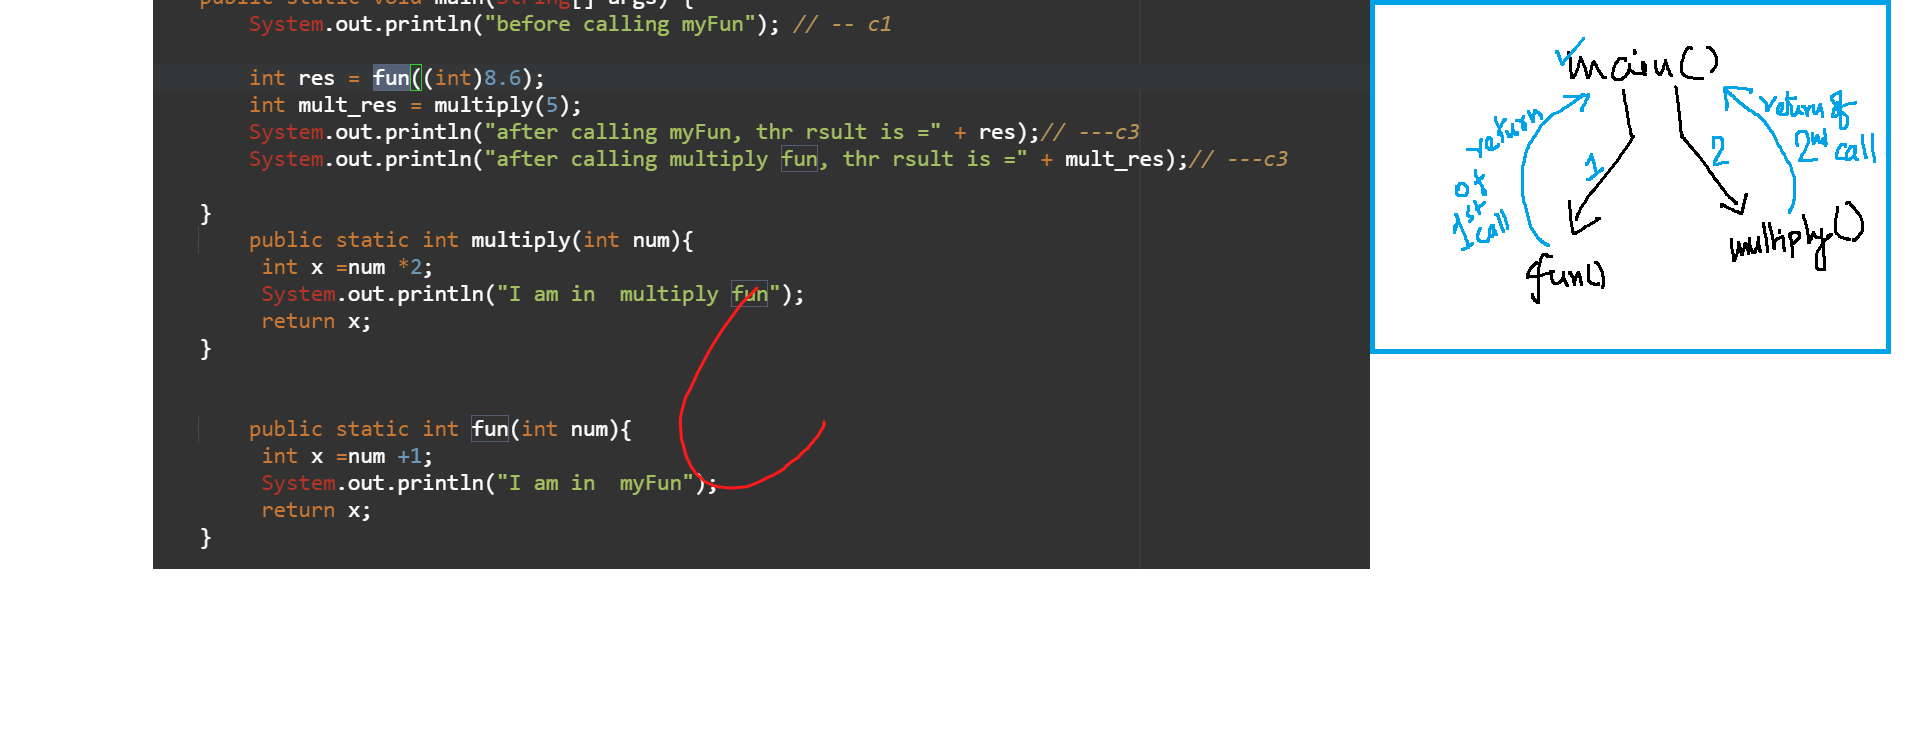 public static void main(String[] args) {
System.out.println("before calling myFun"); // -- c1
int res = fun((int)8.6);
int mult_res = multiply(5);
System.out.println("after calling myFun, thr rsult is =" + res);// ---c3
System.out.println("after calling multiply fun, thr rsult is =" + mult_res);// ---c3
}
public static int multiply(int num){
int x =num *2;
System.out.println("I am in  multiply fun");
return x;
}
public static int fun(int num){
int x =num +1;
System.out.println("I am in  myFun");
return x;
}
main()
return
of
1st
call
1
2
return of
2nd call
fun()
multiply()